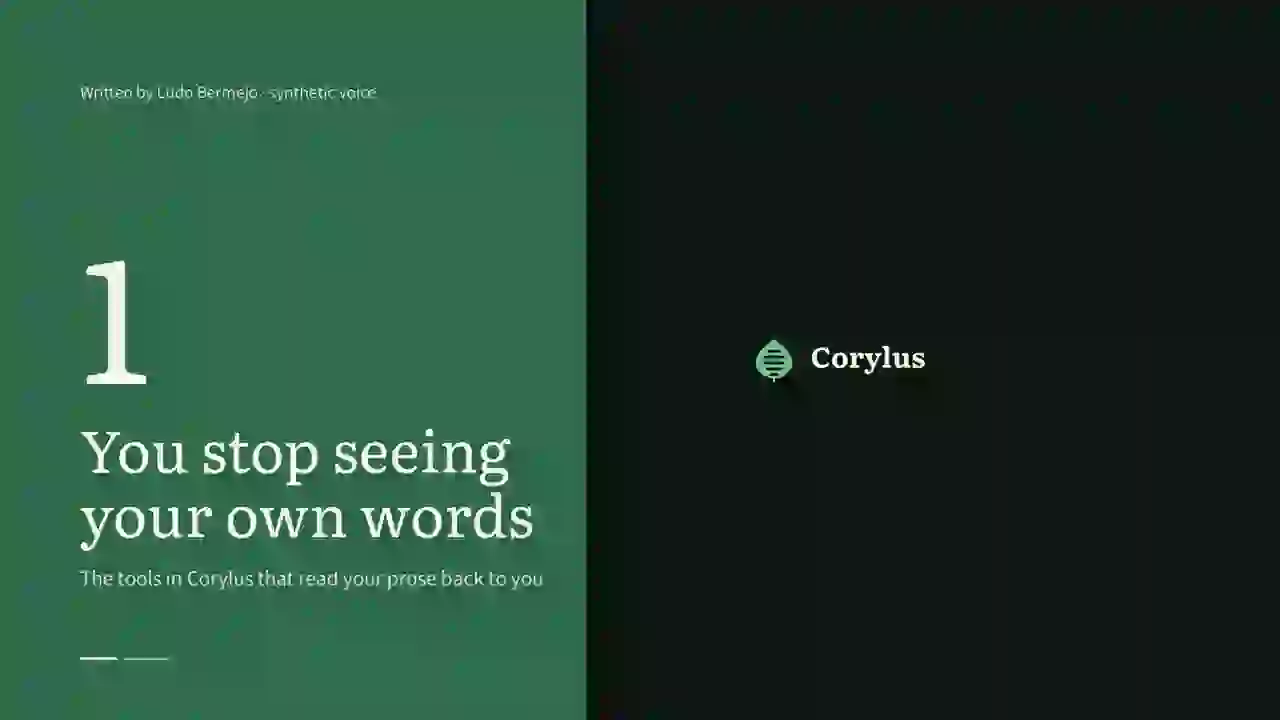 Written by Ludo Bermejo · synthetic voice
1
You stop seeing
your own words
The tools in Corylus that read your prose back to you
Corylus